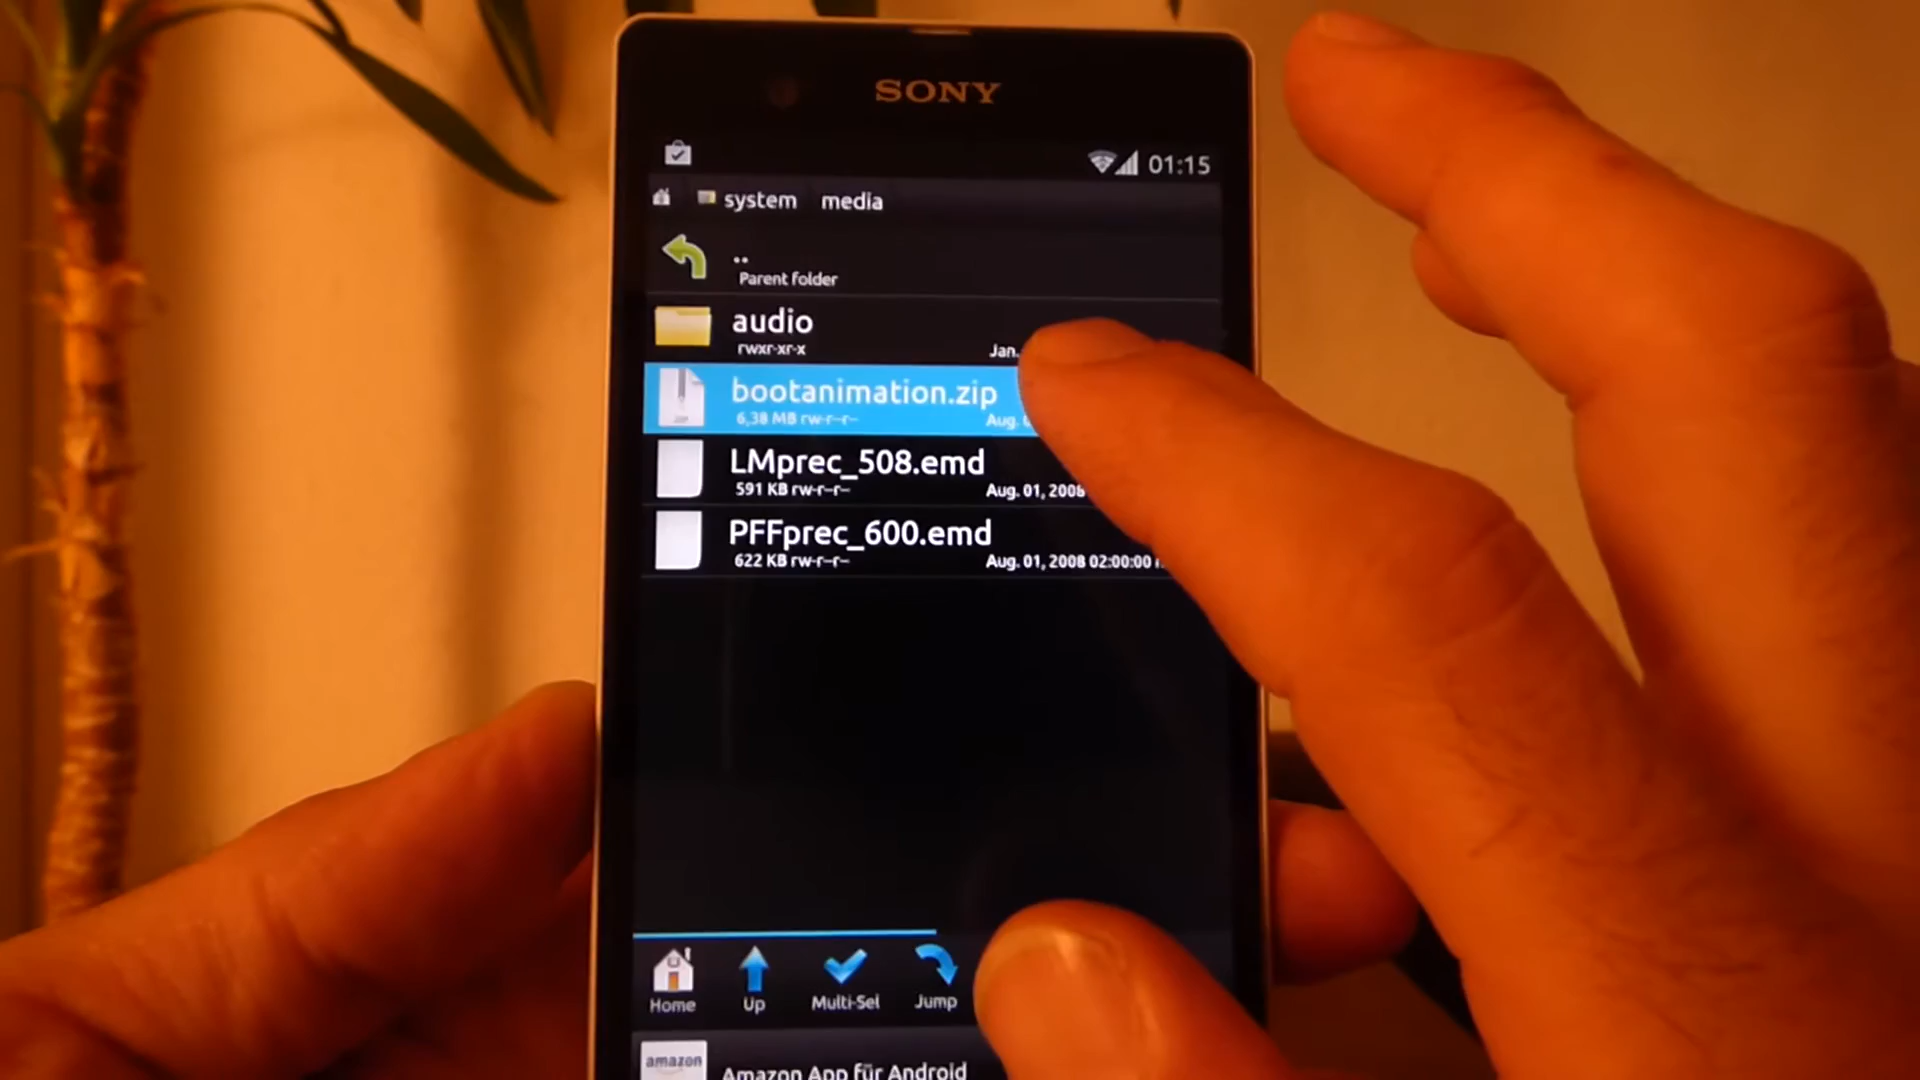 SONY
01:15
system media
..
Parent folder
audio
rwxr-xr-x Jan.
bootanimation.zip
6,38 MB rw-r--r-- Aug.
LMprec_508.emd
591 KB rw-r--r-- Aug. 01, 2008
PFFprec_600.emd
622 KB rw-r--r-- Aug. 01, 2008 02:00:00
Home Up Multi-Sel Jump
amazon
Amazon App für Android